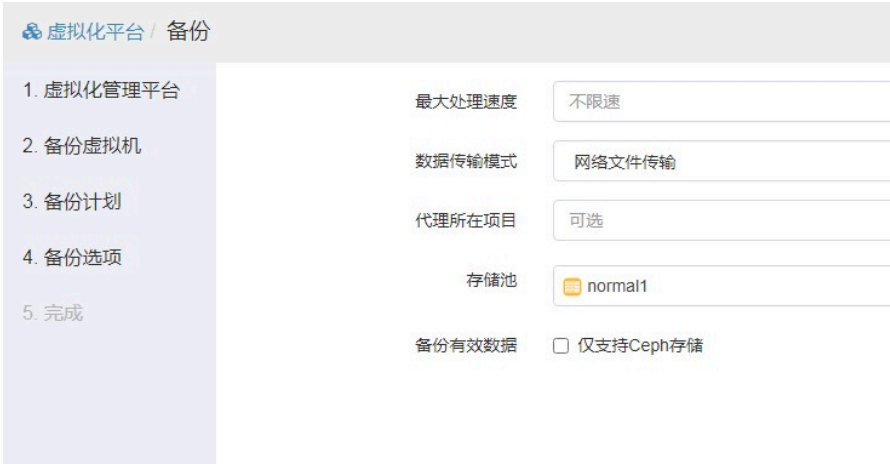 虚拟化平台 / 备份
1. 虚拟化管理平台
2. 备份虚拟机
3. 备份计划
4. 备份选项
5. 完成
最大处理速度 不限速
数据传输模式 网络文件传输
代理所在项目 可选
存储池 normal1
备份有效数据 仅支持Ceph存储